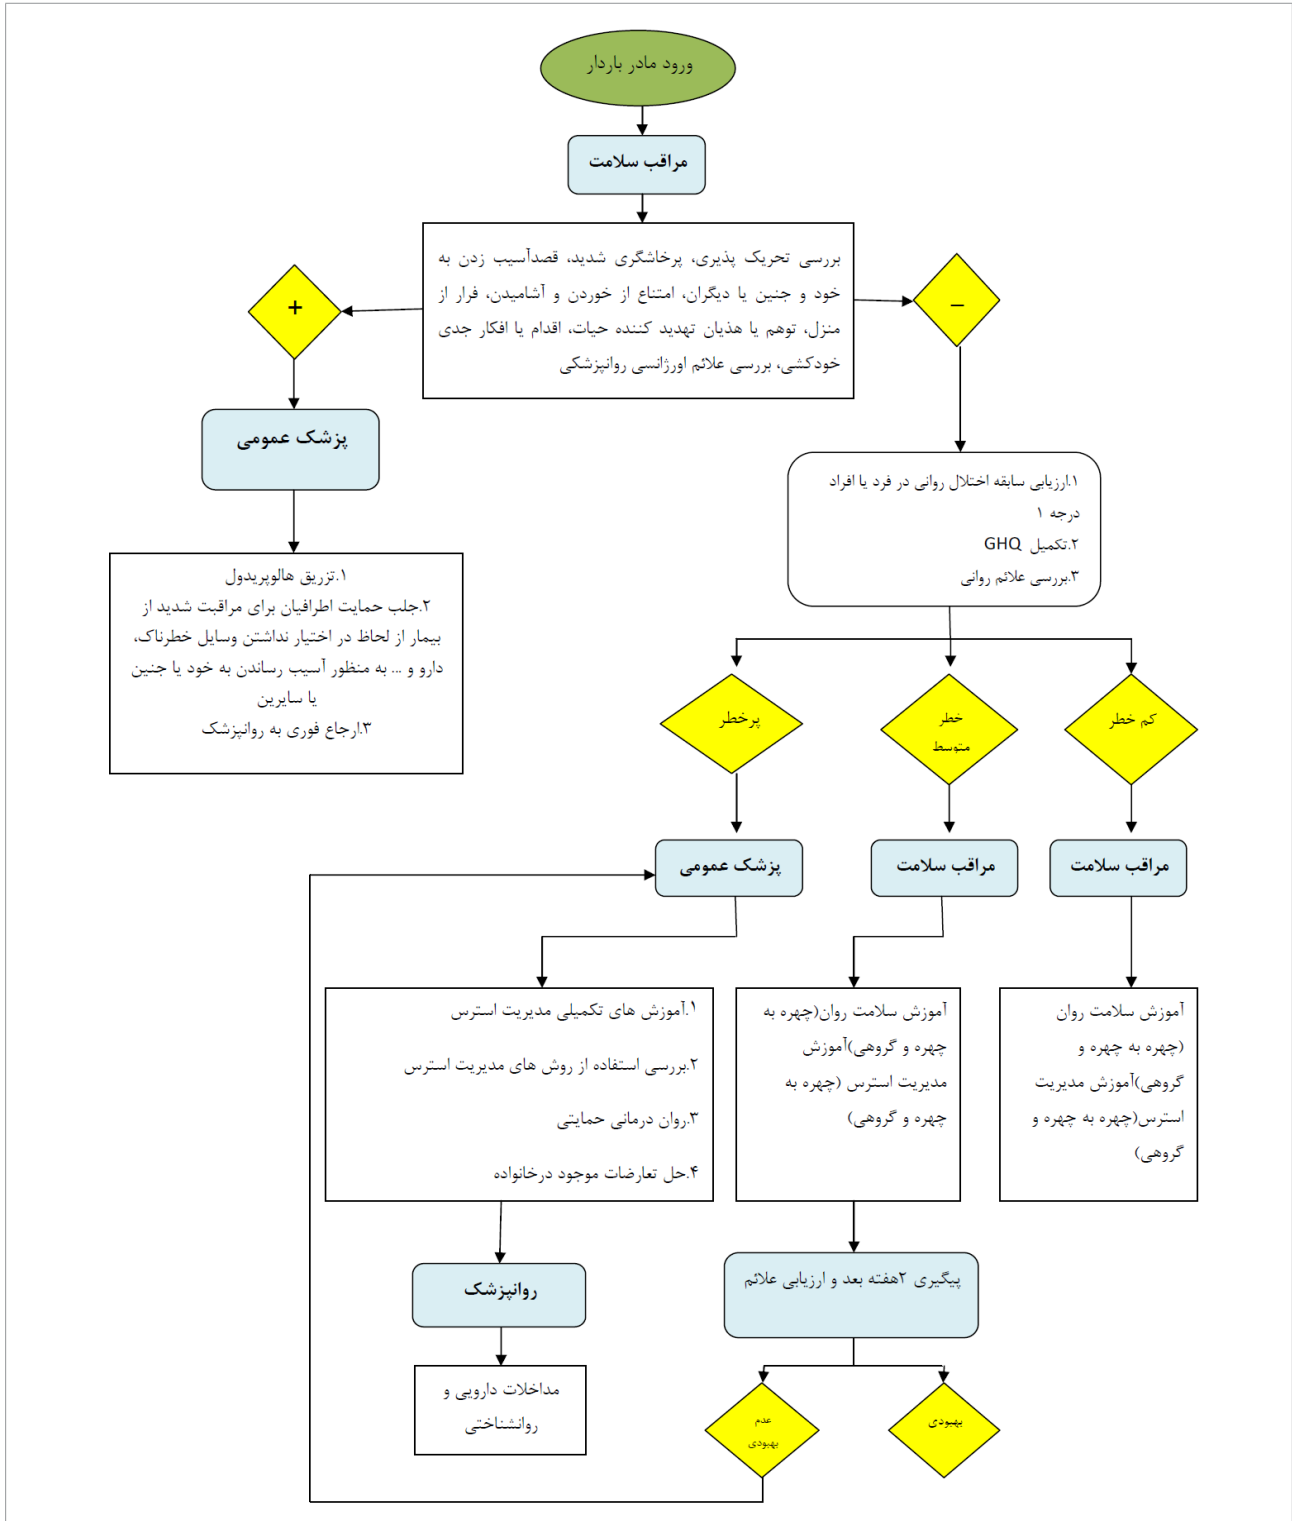 ورود مادر باردار
مراقب سلامت
بررسی تحریک پذیری، پرخاشگری شدید، قصدآسیب زدن به
خود و جنین یا دیگران، امتناع از خوردن و آشامیدن، فرار از
منزل، توهم یا هذیان تهدید کننده حیات، اقدام یا افکار جدی
خودکشی، بررسی علائم اورژانسی روانپزشکی
–
+
پزشک عمومی
۱.تزریق هالوپریدول
۲.جلب حمایت اطرافیان برای مراقبت شدید از
بیمار از لحاظ در اختیار نداشتن وسایل خطرناک،
دارو و ... به منظور آسیب رساندن به خود یا جنین
یا سایرین
۳.ارجاع فوری به روانپزشک
۱.ارزیابی سابقه اختلال روانی در فرد یا افراد
درجه ۱
۲.تکمیل GHQ
۳.بررسی علائم روانی
کم خطر
خطر
متوسط
پرخطر
مراقب سلامت
مراقب سلامت
پزشک عمومی
آموزش سلامت روان
(چهره به چهره و
گروهی)آموزش مدیریت
استرس(چهره به چهره و
گروهی)
آموزش سلامت روان(چهره به
چهره و گروهی)آموزش
مدیریت استرس (چهره به
چهره و گروهی)
۱.آموزش های تکمیلی مدیریت استرس
۲.بررسی استفاده از روش های مدیریت استرس
۳.روان درمانی حمایتی
۴.حل تعارضات موجود درخانواده
پیگیری ۲هفته بعد و ارزیابی علائم
روانپزشک
مداخلات دارویی و
روانشناختی
بهبودی
عدم
بهبودی